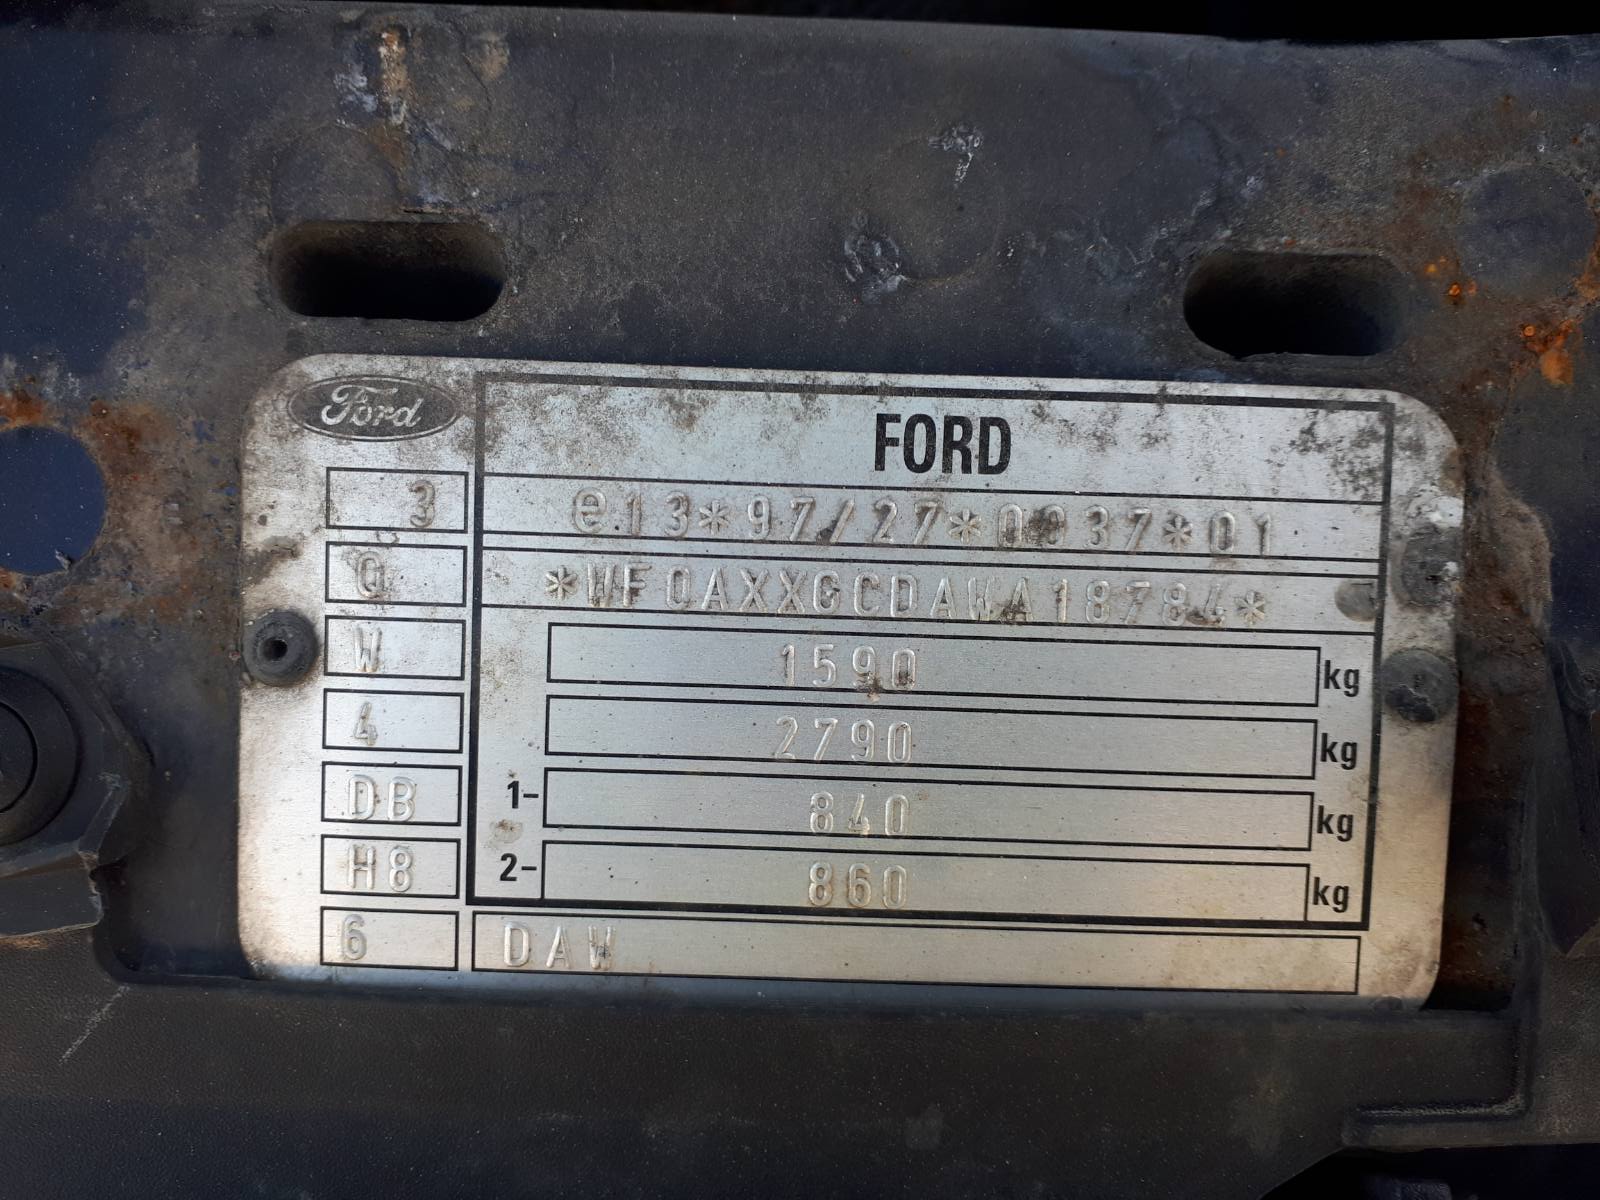 Ford
FORD
3 e13*97/27*0037*01
Q *WF0AXXGCDAWA18784*
W 1590 kg
4 2790 kg
DB 1- 840 kg
H8 2- 860 kg
6 DAW